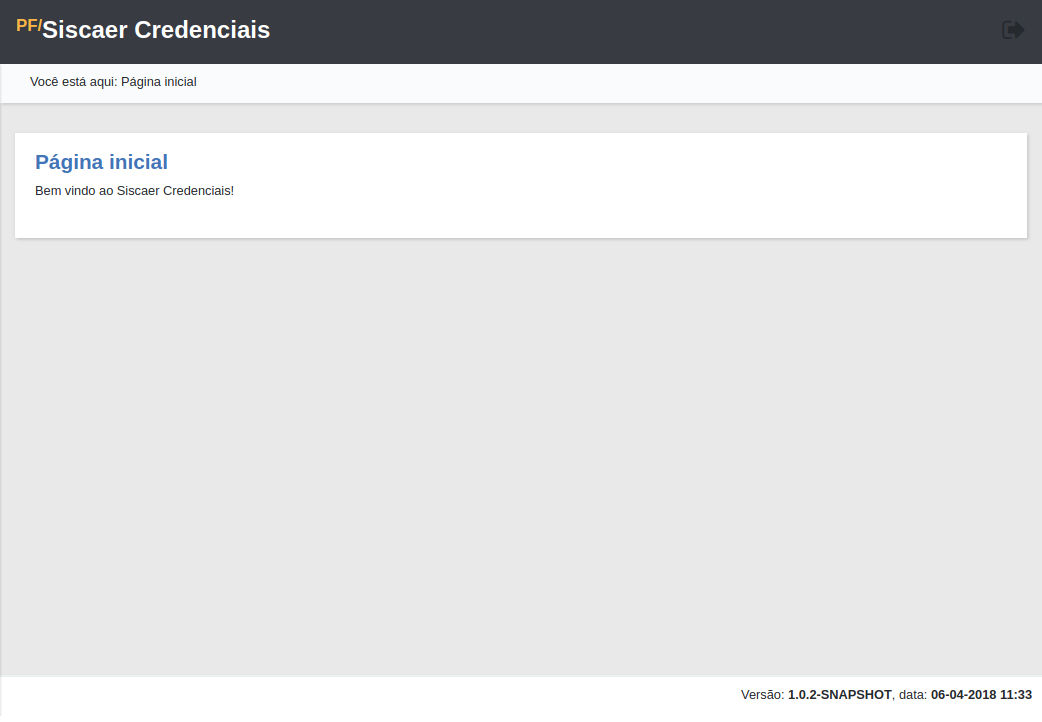 PF/Siscaer Credenciais
Você está aqui: Página inicial
Página inicial
Bem vindo ao Siscaer Credenciais!
Versão: 1.0.2-SNAPSHOT, data: 06-04-2018 11:33